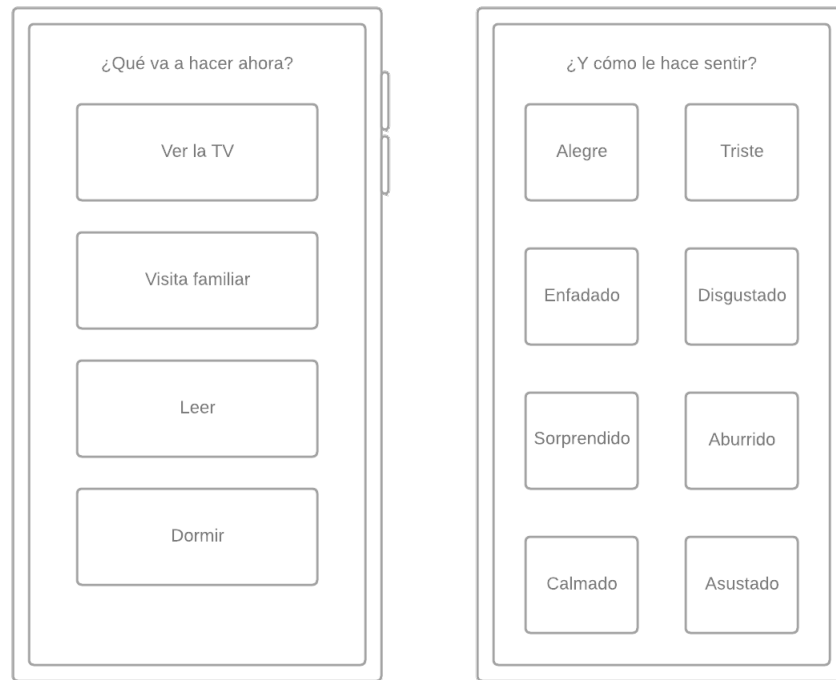 ¿Qué va a hacer ahora?
Ver la TV
Visita familiar
Leer
Dormir
¿Y cómo le hace sentir?
Alegre
Triste
Enfadado
Disgustado
Sorprendido
Aburrido
Calmado
Asustado